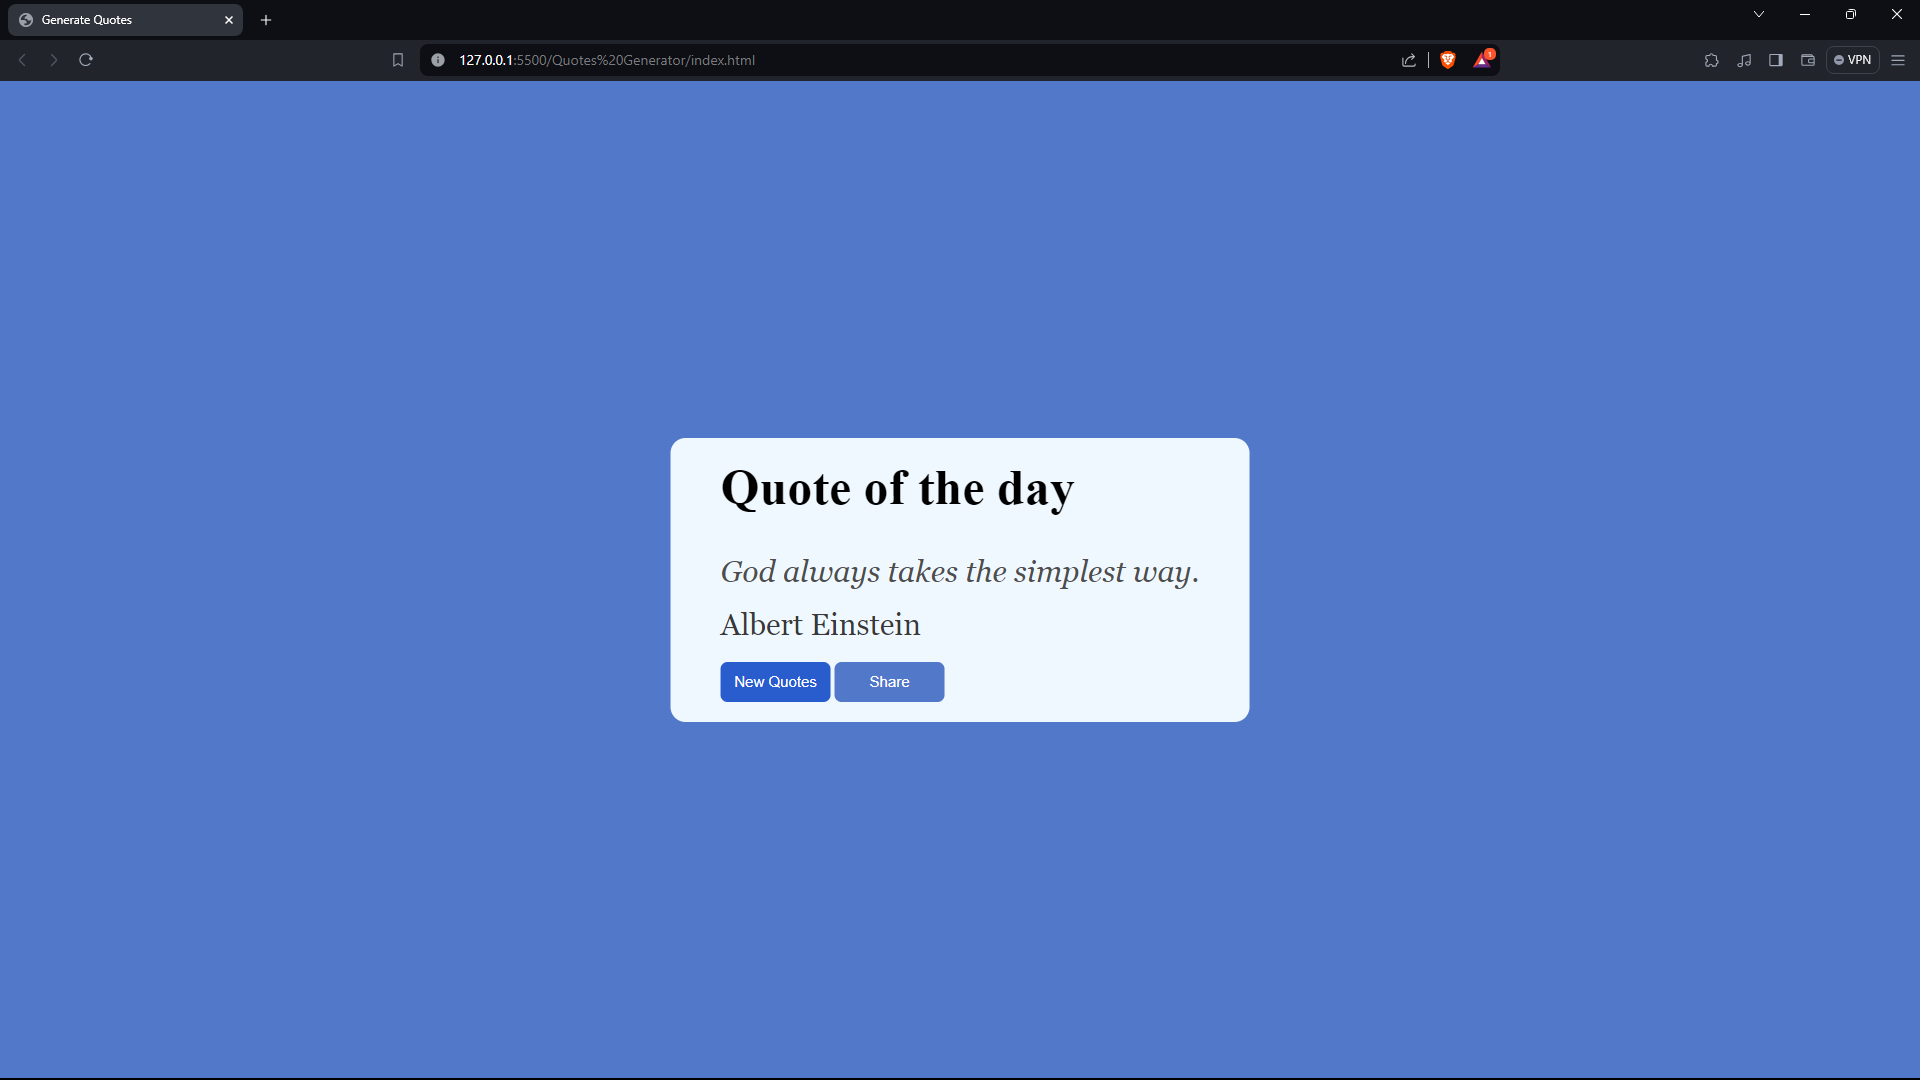 Generate Quotes
127.0.0.1:5500/Quotes%20Generator/index.html
1
VPN
Quote of the day
God always takes the simplest way.
Albert Einstein
New Quotes
Share